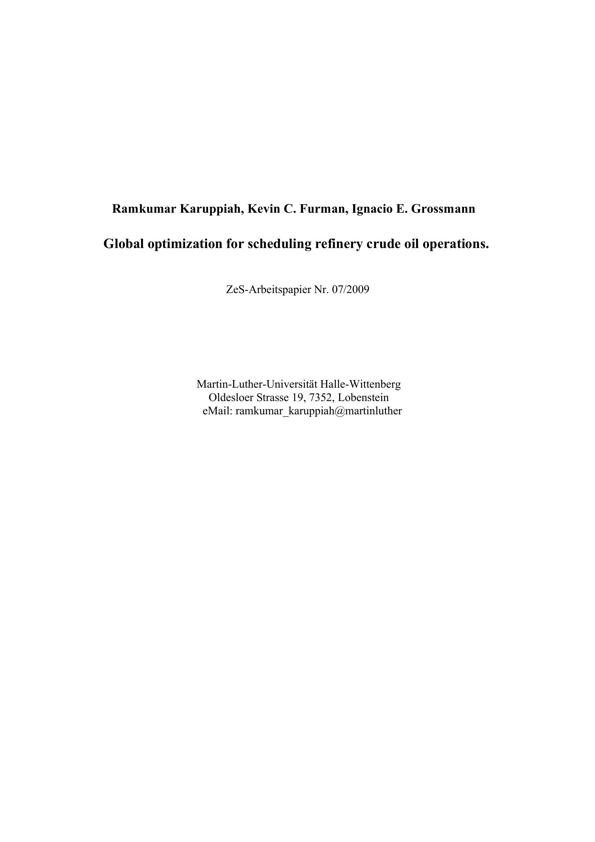 Ramkumar Karuppiah, Kevin C. Furman, Ignacio E. Grossmann
Global optimization for scheduling refinery crude oil operations.
ZeS-Arbeitspapier Nr. 07/2009
Martin-Luther-Universität Halle-Wittenberg
Oldesloer Strasse 19, 7352, Lobenstein
eMail: ramkumar_karuppiah@martinluther